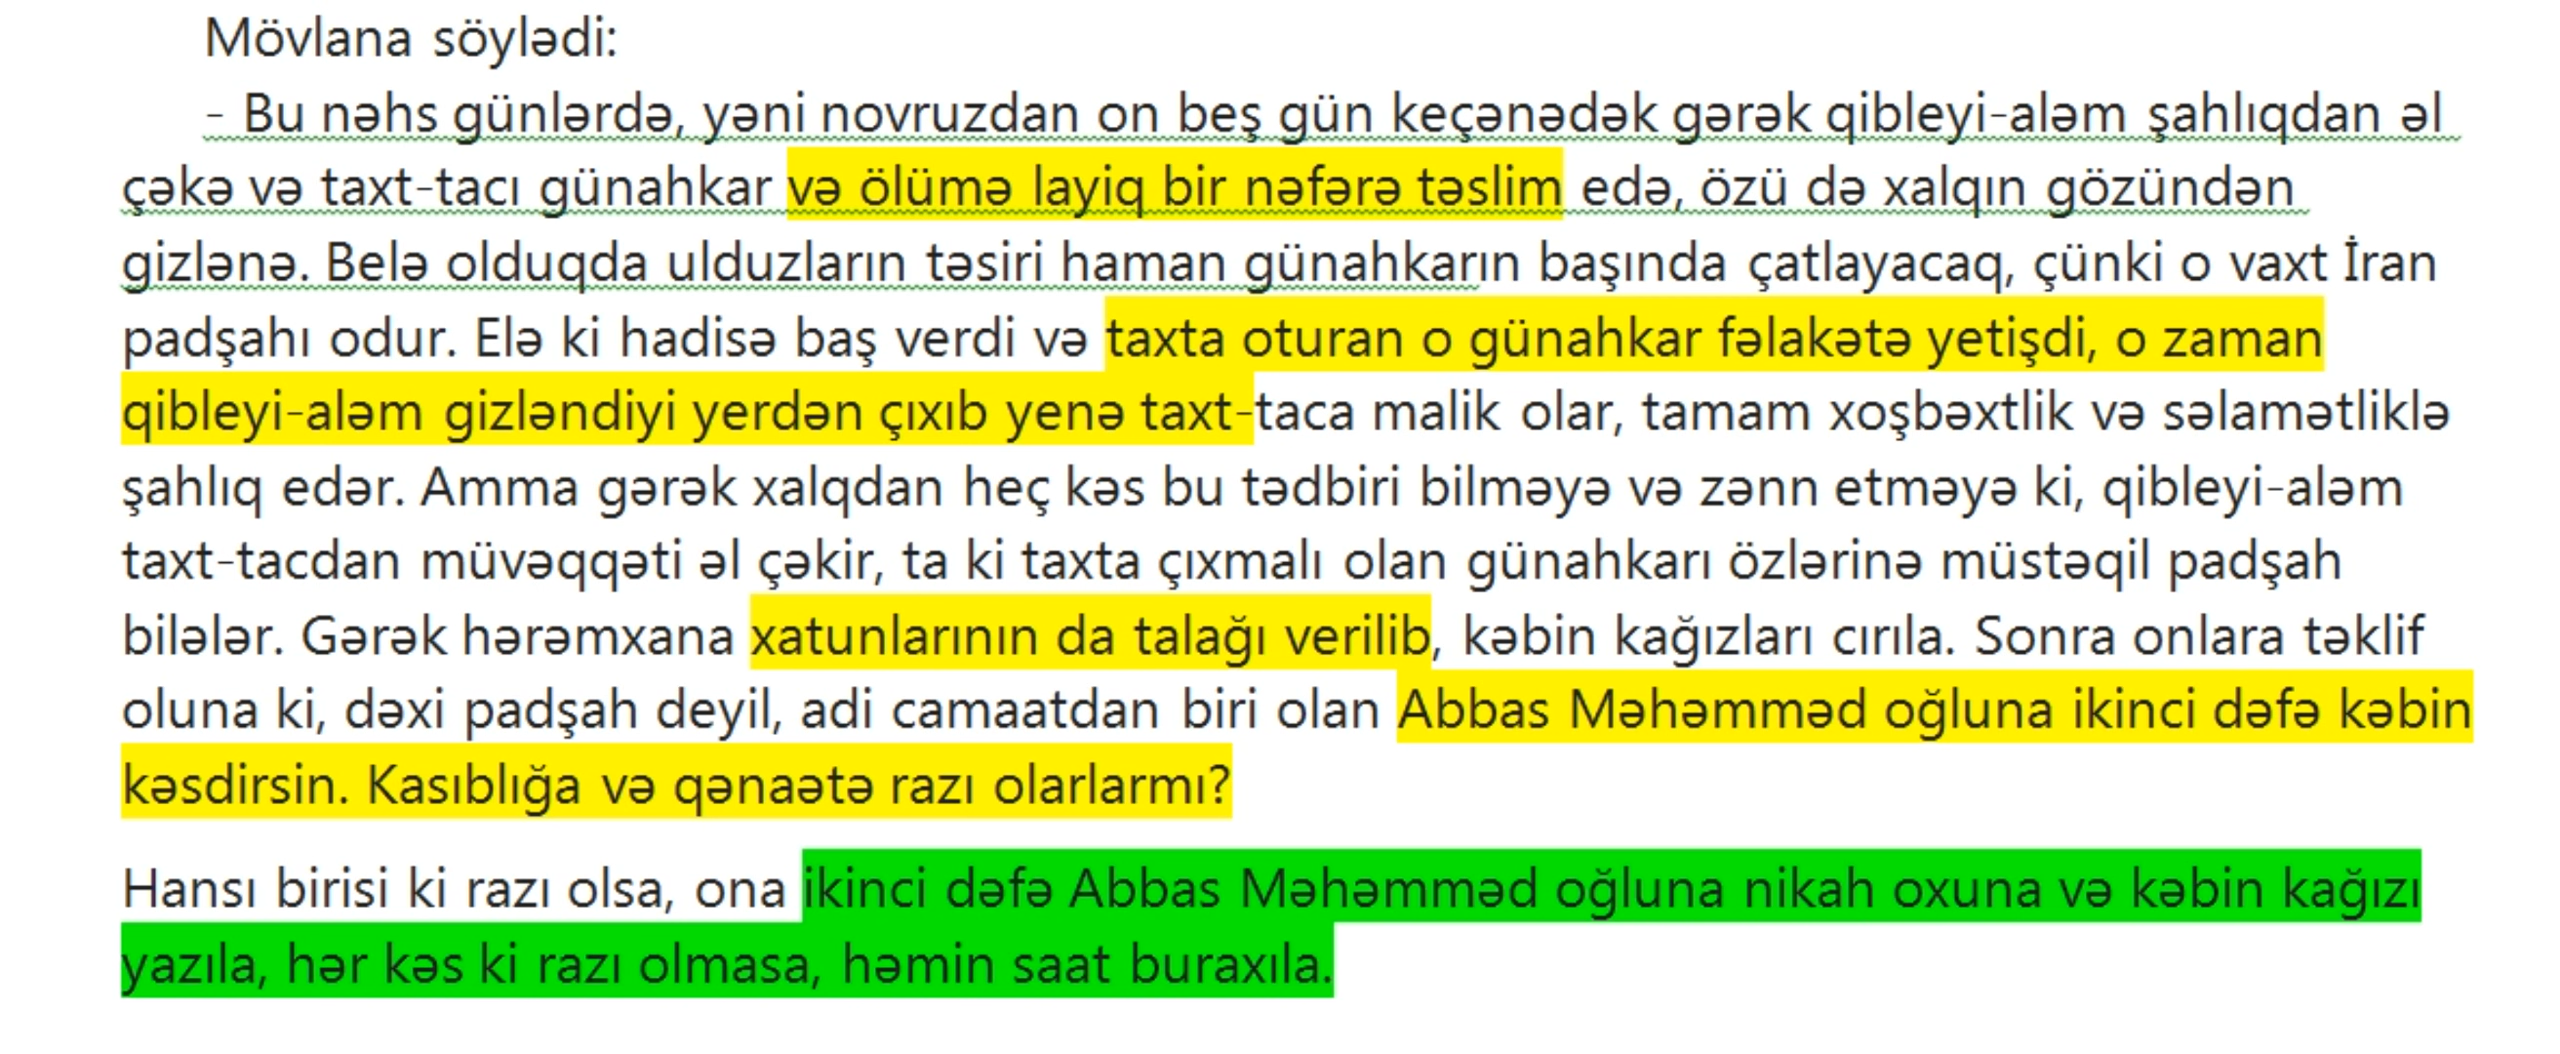 Mövlana söylədi:
- Bu nəhs günlərdə, yəni novruzdan on beş gün keçənədək gərək qibleyi-aləm şahlıqdan əl
çəkə və taxt-tacı günahkar və ölümə layiq bir nəfərə təslim edə, özü də xalqın gözündən
gizlənə. Belə olduqda ulduzların təsiri haman günahkarın başında çatlayacaq, çünki o vaxt İran
padşahı odur. Elə ki hadisə baş verdi və taxta oturan o günahkar fəlakətə yetişdi, o zaman
qibleyi-aləm gizləndiyi yerdən çıxıb yenə taxt-taca malik olar, tamam xoşbəxtlik və səlamətliklə
şahlıq edər. Amma gərək xalqdan heç kəs bu tədbiri bilməyə və zənn etməyə ki, qibleyi-aləm
taxt-tacdan müvəqqəti əl çəkir, ta ki taxta çıxmalı olan günahkarı özlərinə müstəqil padşah
bilələr. Gərək hərəmxana xatunlarının da talağı verilib, kəbin kağızları cırıla. Sonra onlara təklif
oluna ki, dəxi padşah deyil, adi camaatdan biri olan Abbas Məhəmməd oğluna ikinci dəfə kəbin
kəsdirsin. Kasıblığa və qənaətə razı olarlarmı?
Hansı birisi ki razı olsa, ona ikinci dəfə Abbas Məhəmməd oğluna nikah oxuna və kəbin kağızı
yazıla, hər kəs ki razı olmasa, həmin saat buraxıla.